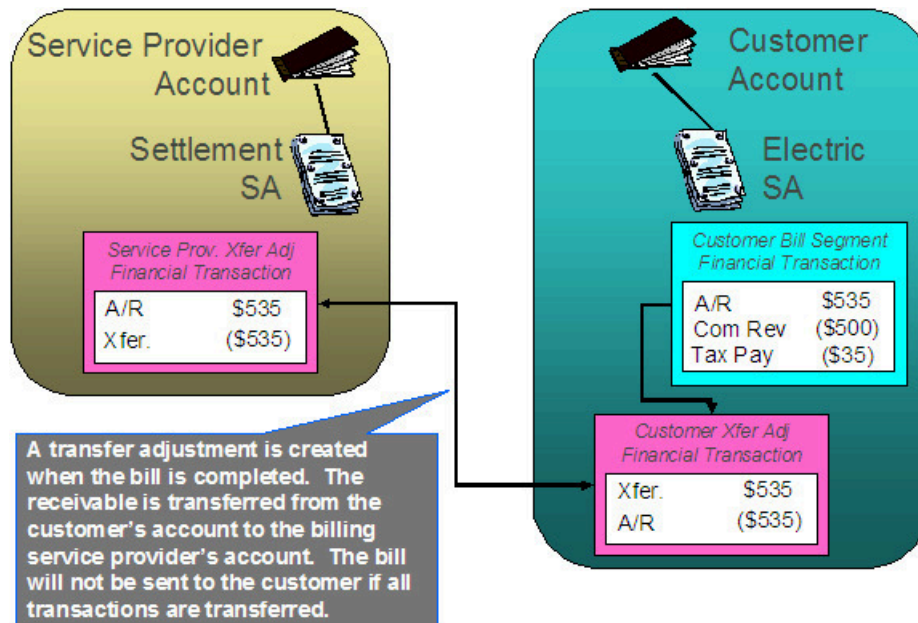 Service Provider
Account
Settlement
SA
Service Prov. Xfer Adj
Financial Transaction
A/R $535
Xfer. ($535)
Customer
Account
Electric
SA
Customer Bill Segment
Financial Transaction
A/R $535
Com Rev ($500)
Tax Pay ($35)
Customer Xfer Adj
Financial Transaction
Xfer. $535
A/R ($535)
A transfer adjustment is created
when the bill is completed. The
receivable is transferred from the
customer's account to the billing
service provider's account. The bill
will not be sent to the customer if all
transactions are transferred.